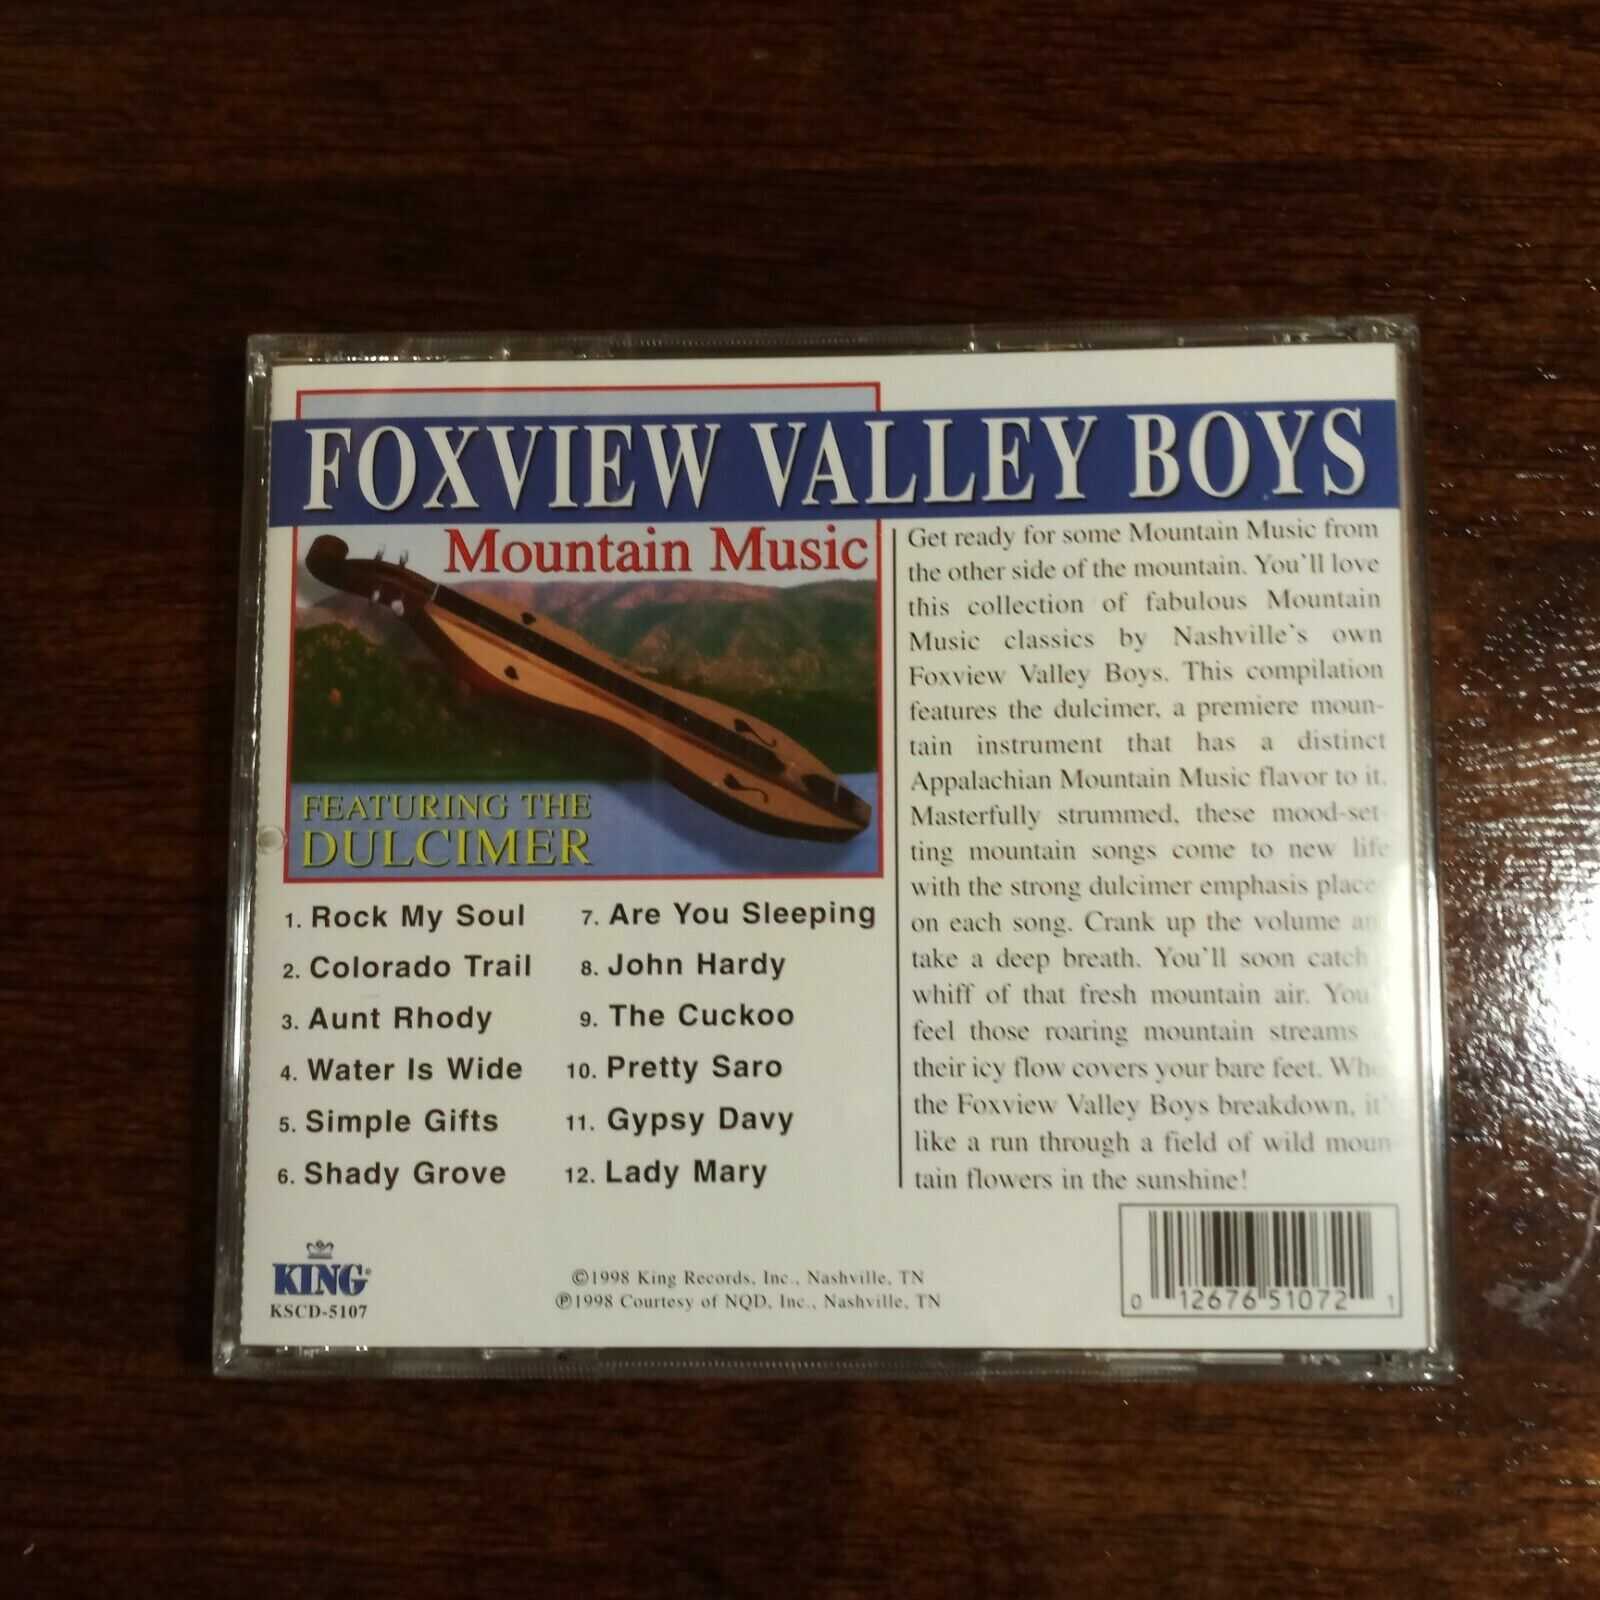 FOXVIEW VALLEY BOYS
Mountain Music
FEATURING THE
DULCIMER
1. Rock My Soul
2. Colorado Trail
3. Aunt Rhody
4. Water Is Wide
5. Simple Gifts
6. Shady Grove
7. Are You Sleeping
8. John Hardy
9. The Cuckoo
10. Pretty Saro
11. Gypsy Davy
12. Lady Mary
Get ready for some Mountain Music from
the other side of the mountain. You'll love
this collection of fabulous Mountain
Music classics by Nashville's own
Foxview Valley Boys. This compilation
features the dulcimer, a premiere moun-
tain instrument that has a distinct
Appalachian Mountain Music flavor to it.
Masterfully strummed, these mood-set-
ting mountain songs come to new life
with the strong dulcimer emphasis place
on each song. Crank up the volume
take a deep breath. You'll soon catch
whiff of that fresh mountain air.
feel those roaring mountain streams
their icy flow covers your bare feet.
the Foxview Valley Boys breakdown, it's
like a run through a field of wild moun
tain flowers in the sunshine!
KING®
KSCD-5107
©1998 King Records, Inc., Nashville, TN
℗1998 Courtesy of NQD, Inc., Nashville, TN
0 12676 51072 1